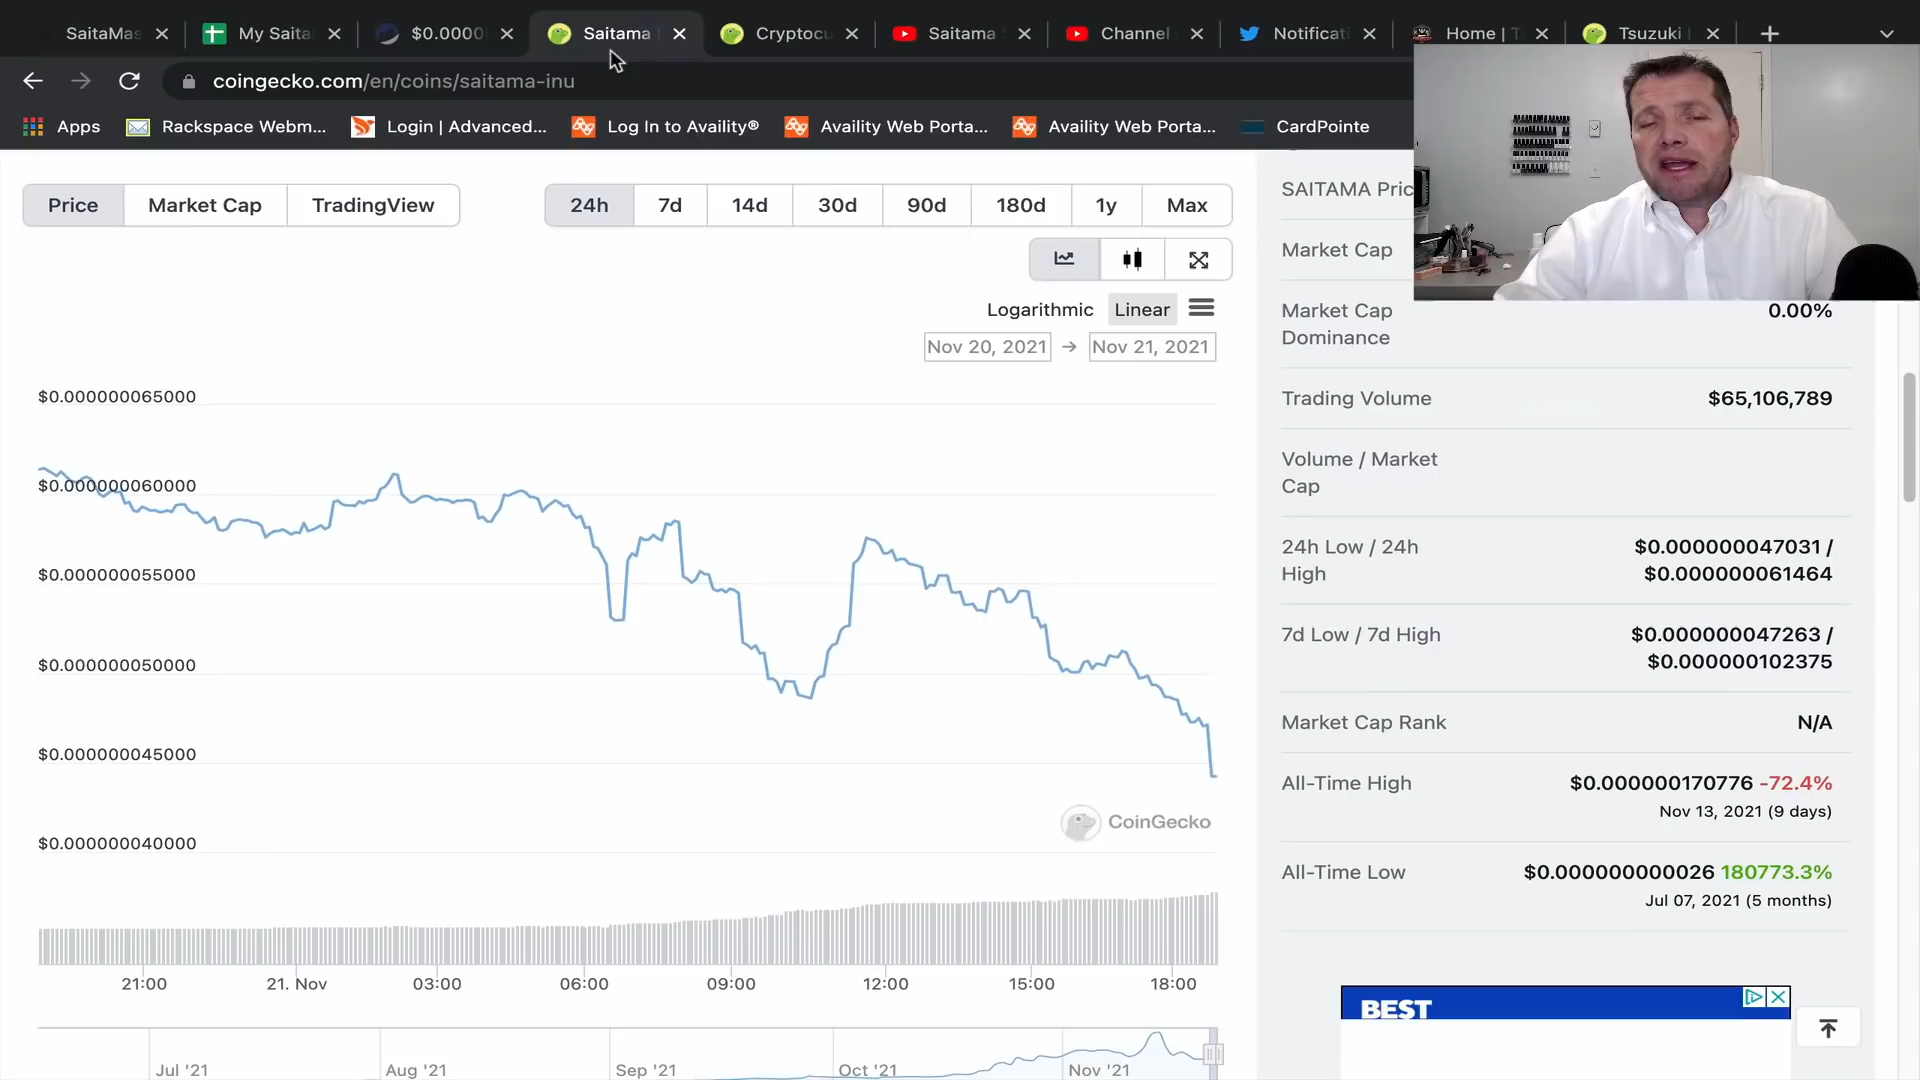 SaitaMas
My Saita
$0.0000
Saitama
Cryptocu
Saitama
Channel
Notificati
Home |
Tsuzuki
coingecko.com/en/coins/saitama-inu
Apps
Rackspace Webm...
Login | Advanced...
Log In to Availity®
Availity Web Porta...
Availity Web Porta...
CardPointe
Price
Market Cap
TradingView
24h
7d
14d
30d
90d
180d
1y
Max
Logarithmic
Linear
Nov 20, 2021 → Nov 21, 2021
$0.000000065000
$0.000000060000
$0.000000055000
$0.000000050000
$0.000000045000
$0.000000040000
CoinGecko
21:00
21. Nov
03:00
06:00
09:00
12:00
15:00
18:00
Jul '21
Aug '21
Sep '21
Oct '21
Nov '21
SAITAMA Pric
Market Cap
Market Cap
Dominance
0.00%
Trading Volume
$65,106,789
Volume / Market
Cap
24h Low / 24h
High
$0.000000047031 /
$0.000000061464
7d Low / 7d High
$0.000000047263 /
$0.000000102375
Market Cap Rank
N/A
All-Time High
$0.000000170776 -72.4%
Nov 13, 2021 (9 days)
All-Time Low
$0.000000000026 180773.3%
Jul 07, 2021 (5 months)
BEST